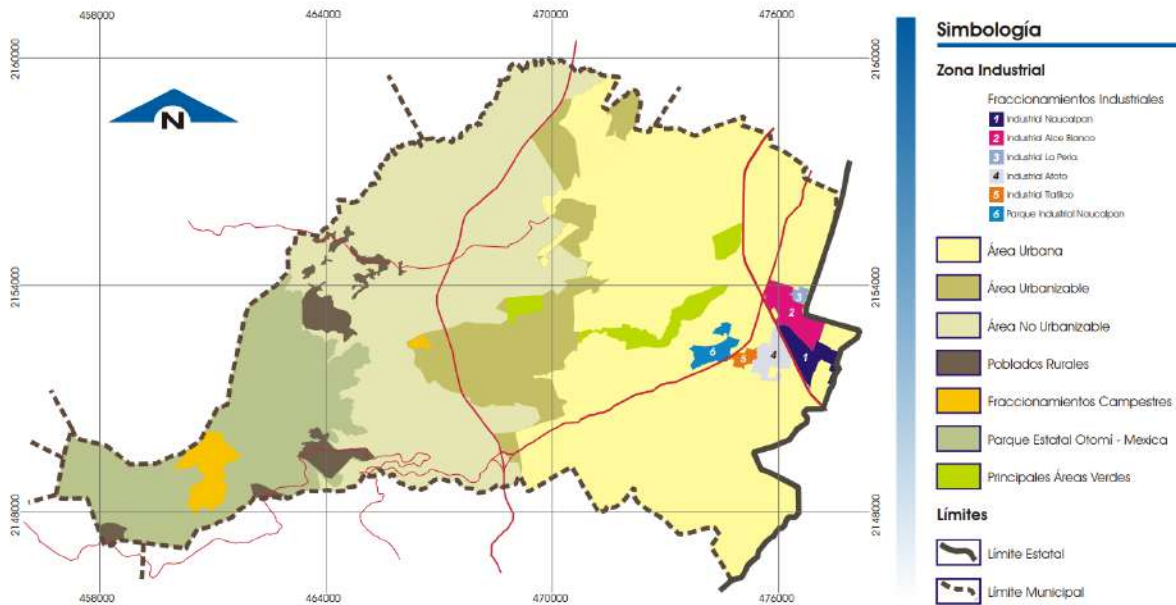 458000
464000
470000
476000
2160000
2160000
N
2154000
2154000
2148000
2148000
3
2
1
4
5
6
458000
464000
470000
476000
Simbología
Zona Industrial
Fraccionamientos Industriales
1 Industrial Naucalpan
2 Industrial Alce Blanco
3 Industrial La Perla
4 Industrial Atoto
5 Industrial Tlatilco
6 Parque Industrial Naucalpan
Área Urbana
Área Urbanizable
Área No Urbanizable
Poblados Rurales
Fraccionamientos Campestres
Parque Estatal Otomí - Mexica
Principales Áreas Verdes
Límites
Límite Estatal
Límite Municipal